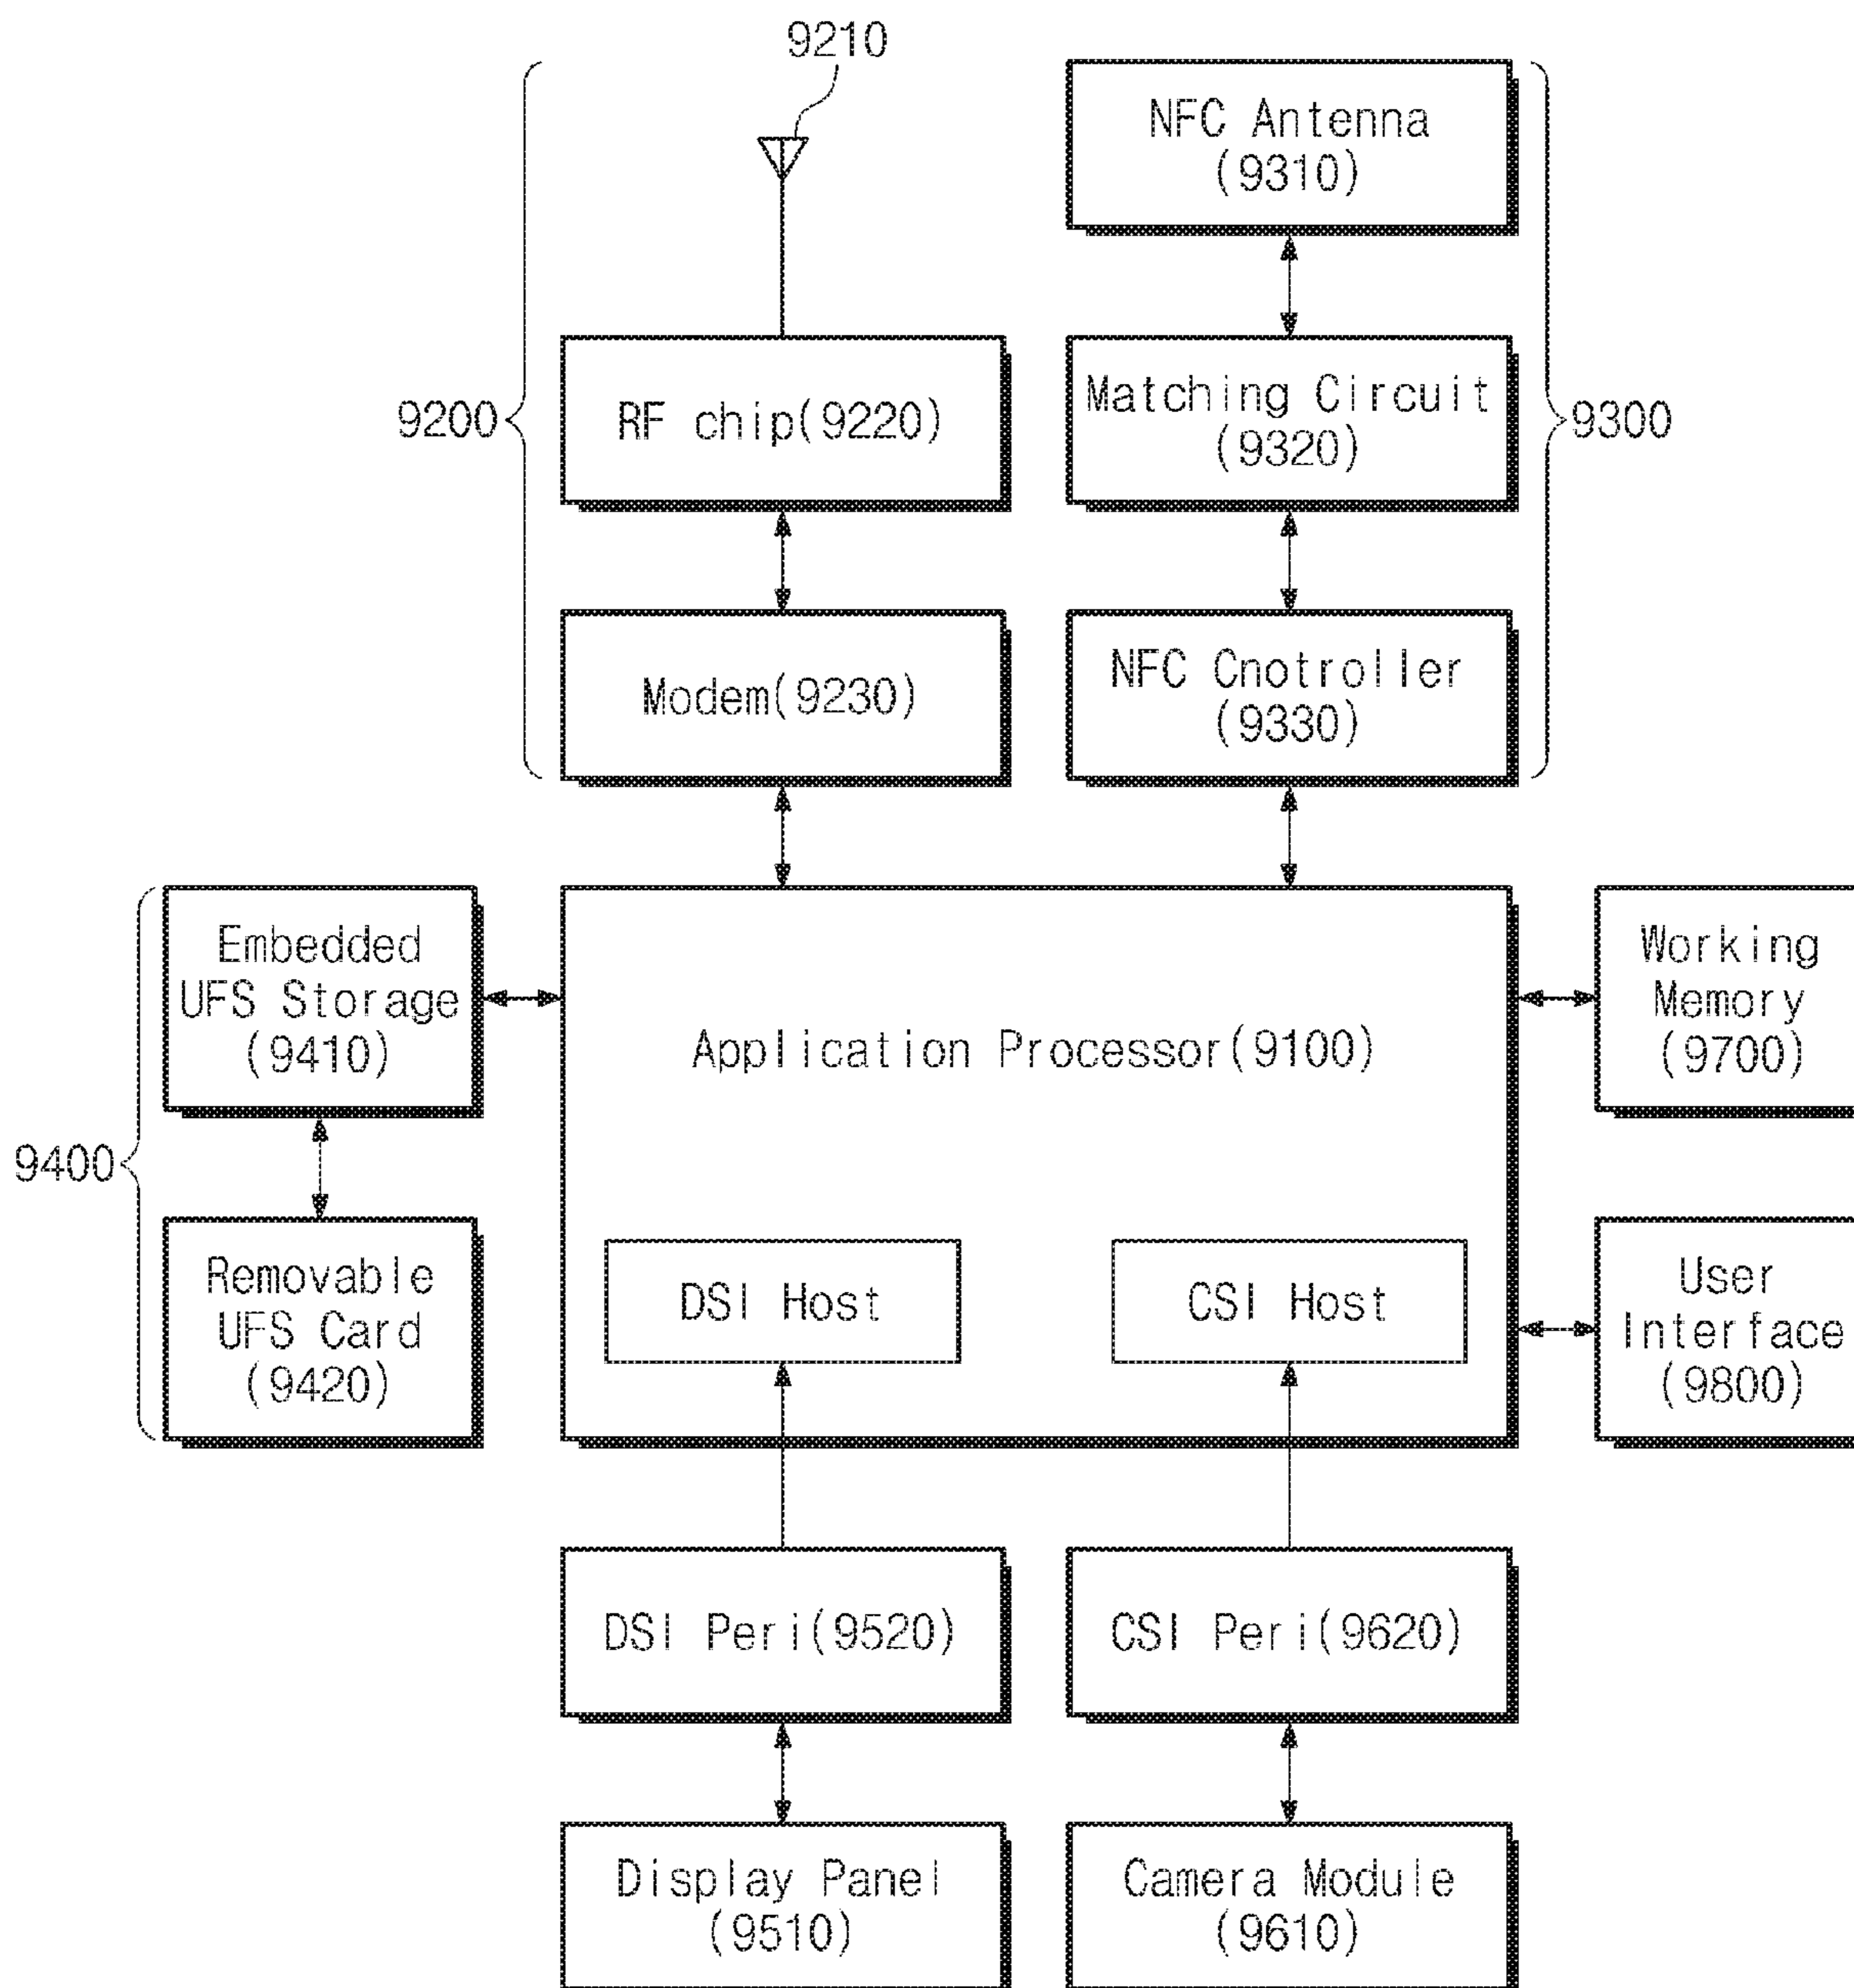 9210
NFC Antenna
(9310)
9200
RF chip(9220)
Matching Circuit
(9320)
9300
Modem(9230)
NFC Cnotroller
(9330)
Embedded
UFS Storage
(9410)
Application Processor(9100)
Working
Memory
(9700)
9400
Removable
UFS Card
(9420)
DSI Host
CSI Host
User
Interface
(9800)
DSI Peri(9520)
CSI Peri(9620)
Display Panel
(9510)
Camera Module
(9610)